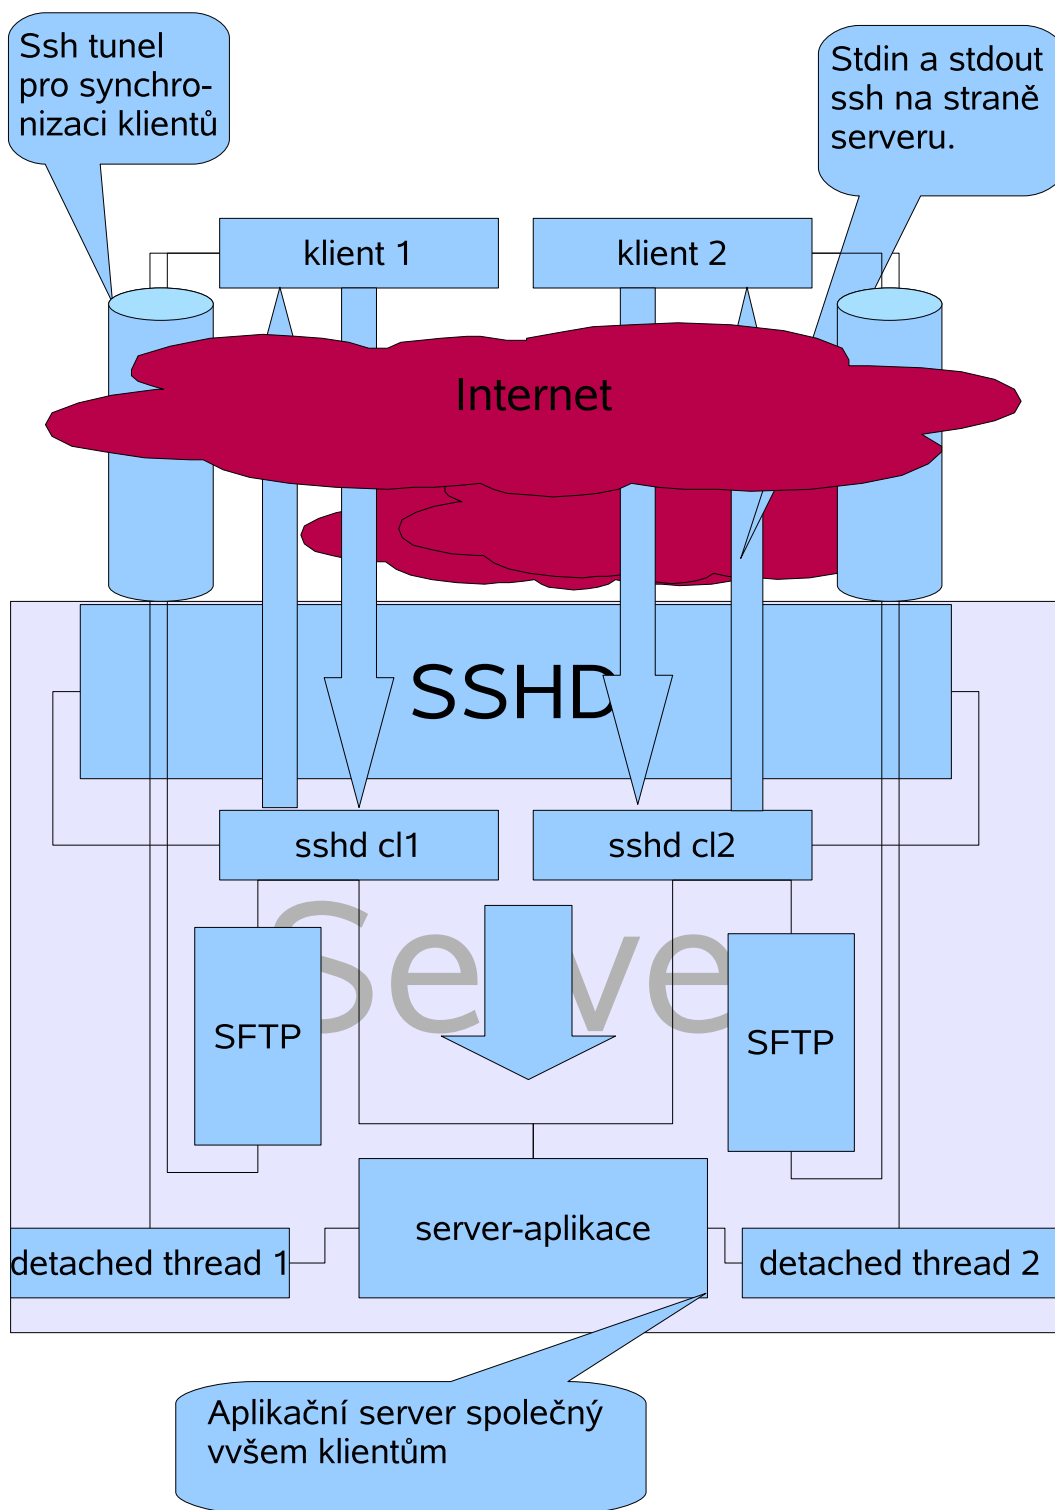 Ssh tunel
pro synchro-
nizaci klientů
Stdin a stdout
ssh na straně
serveru.
klient 1
klient 2
Internet
SSHD
sshd cl1
sshd cl2
Serve
SFTP
SFTP
server-aplikace
detached thread 1
detached thread 2
Aplikační server společný
vvšem klientům